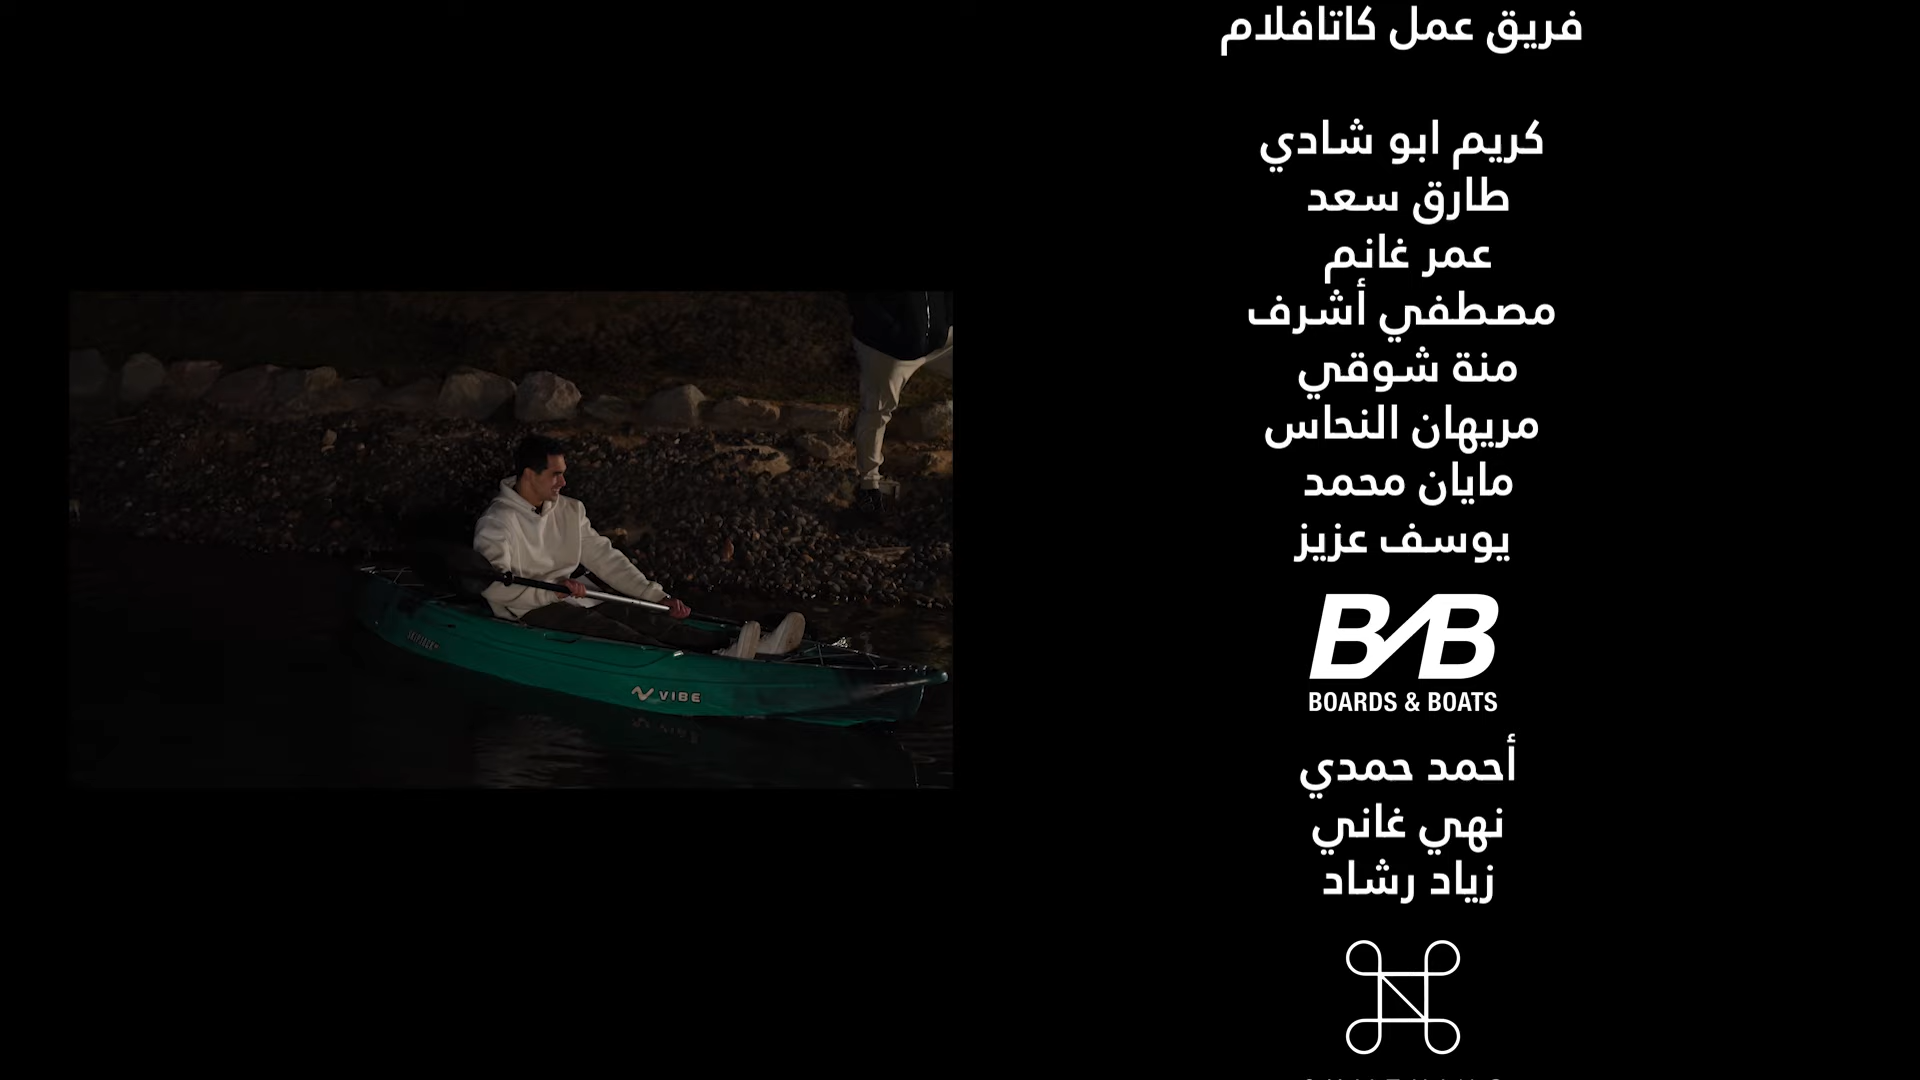 فريق عمل كاتافلام
كريم ابو شادي
طارق سعد
عمر غانم
مصطفي أشرف
منة شوقي
مريهان النحاس
مايان محمد
يوسف عزيز
B/B
BOARDS & BOATS
أحمد حمدي
نهي غاني
زياد رشاد
N
VIBE